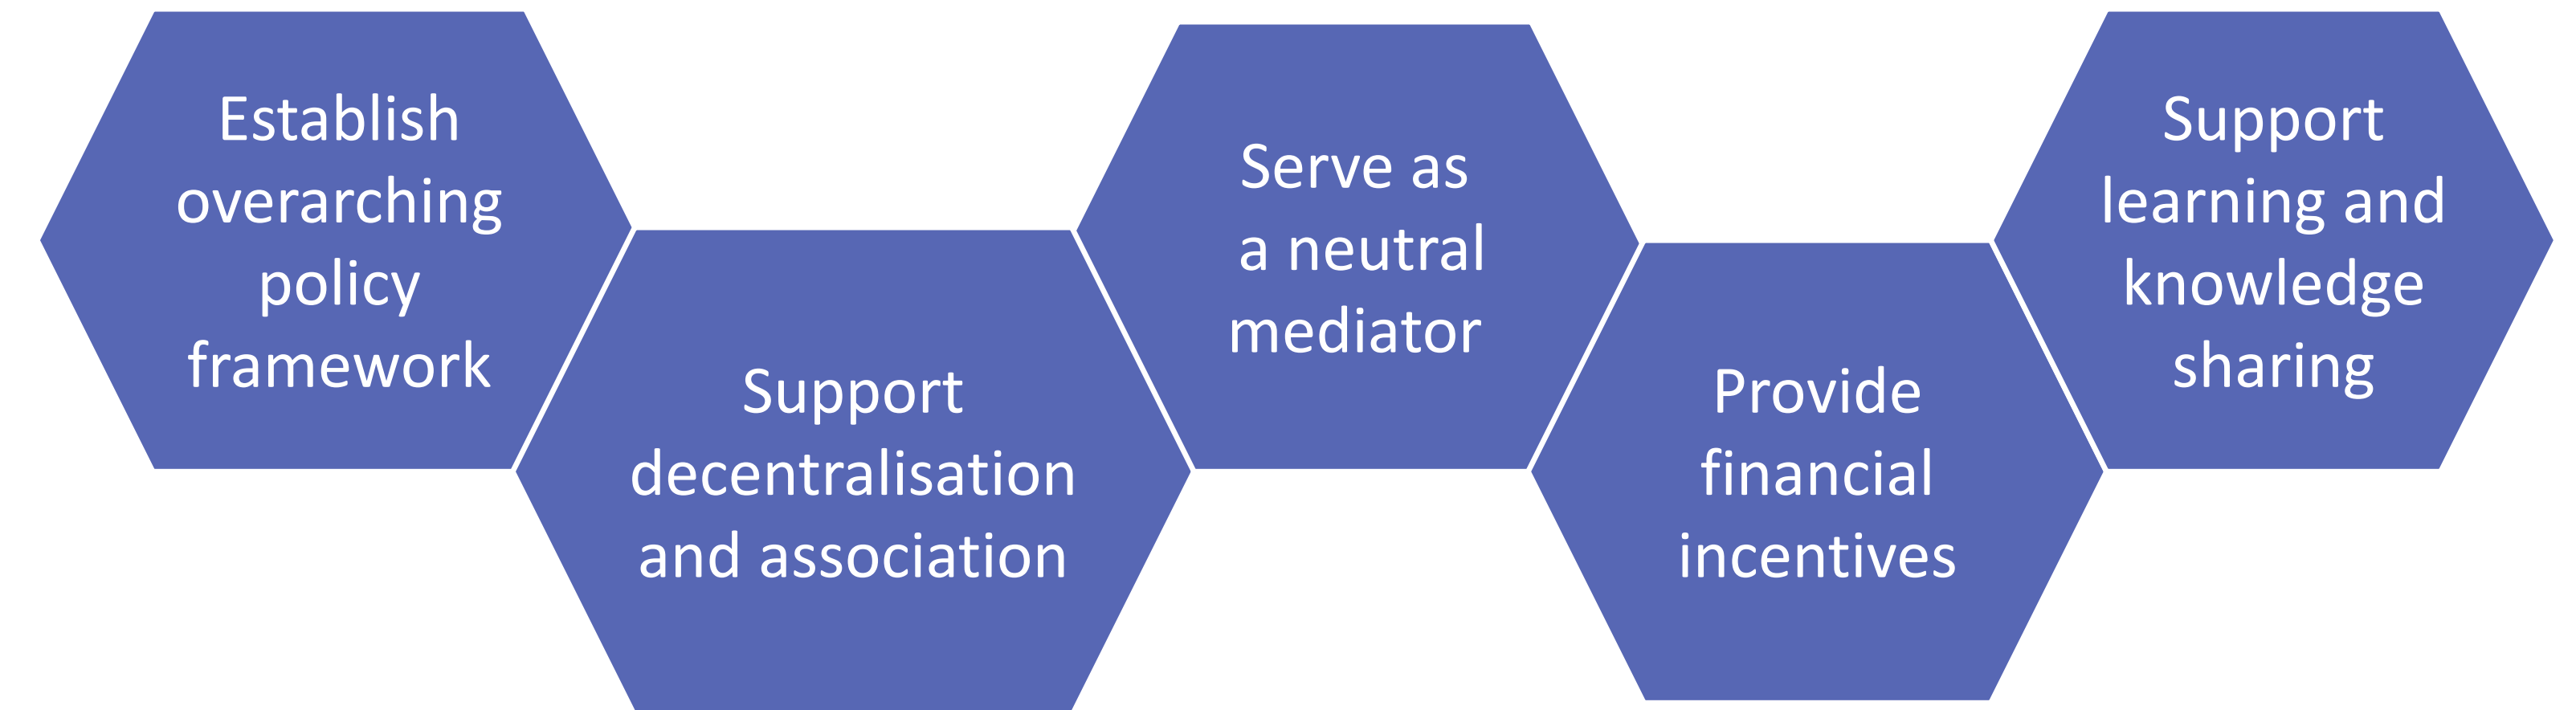 Establish
overarching
policy
framework
Support
decentralisation
and association
Serve as
a neutral
mediator
Provide
financial
incentives
Support
learning and
knowledge
sharing